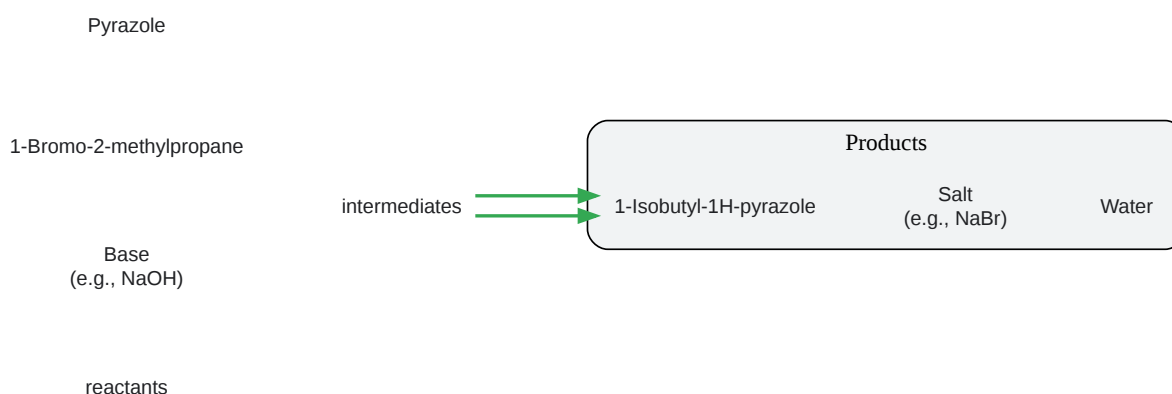 Pyrazole
1-Bromo-2-methylpropane
Base
(e.g., NaOH)
reactants
intermediates
Products
1-Isobutyl-1H-pyrazole
Salt
(e.g., NaBr)
Water